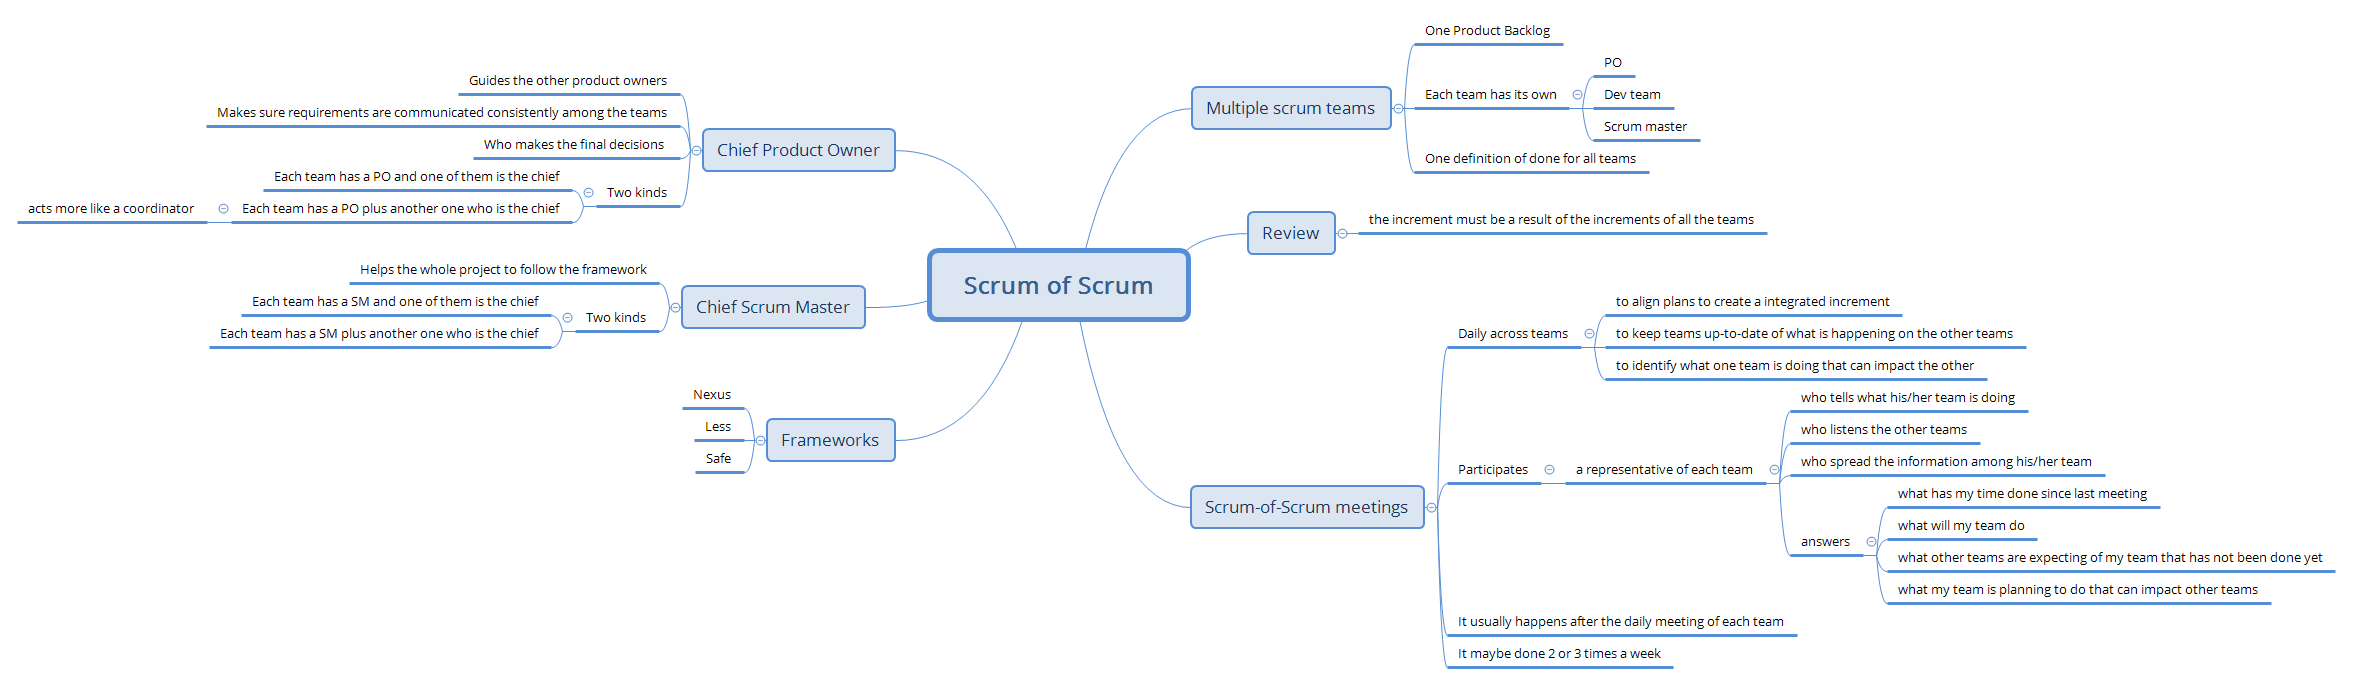 Scrum of Scrum
Multiple scrum teams
One Product Backlog
Each team has its own
PO
Dev team
Scrum master
One definition of done for all teams
Review
the increment must be a result of the increments of all the teams
Scrum-of-Scrum meetings
Daily across teams
to align plans to create a integrated increment
to keep teams up-to-date of what is happening on the other teams
to identify what one team is doing that can impact the other
Participates
a representative of each team
who tells what his/her team is doing
who listens the other teams
who spread the information among his/her team
answers
what has my time done since last meeting
what will my team do
what other teams are expecting of my team that has not been done yet
what my team is planning to do that can impact other teams
It usually happens after the daily meeting of each team
It maybe done 2 or 3 times a week
Chief Product Owner
Guides the other product owners
Makes sure requirements are communicated consistently among the teams
Who makes the final decisions
Two kinds
Each team has a PO and one of them is the chief
Each team has a PO plus another one who is the chief
acts more like a coordinator
Chief Scrum Master
Helps the whole project to follow the framework
Two kinds
Each team has a SM and one of them is the chief
Each team has a SM plus another one who is the chief
Frameworks
Nexus
Less
Safe